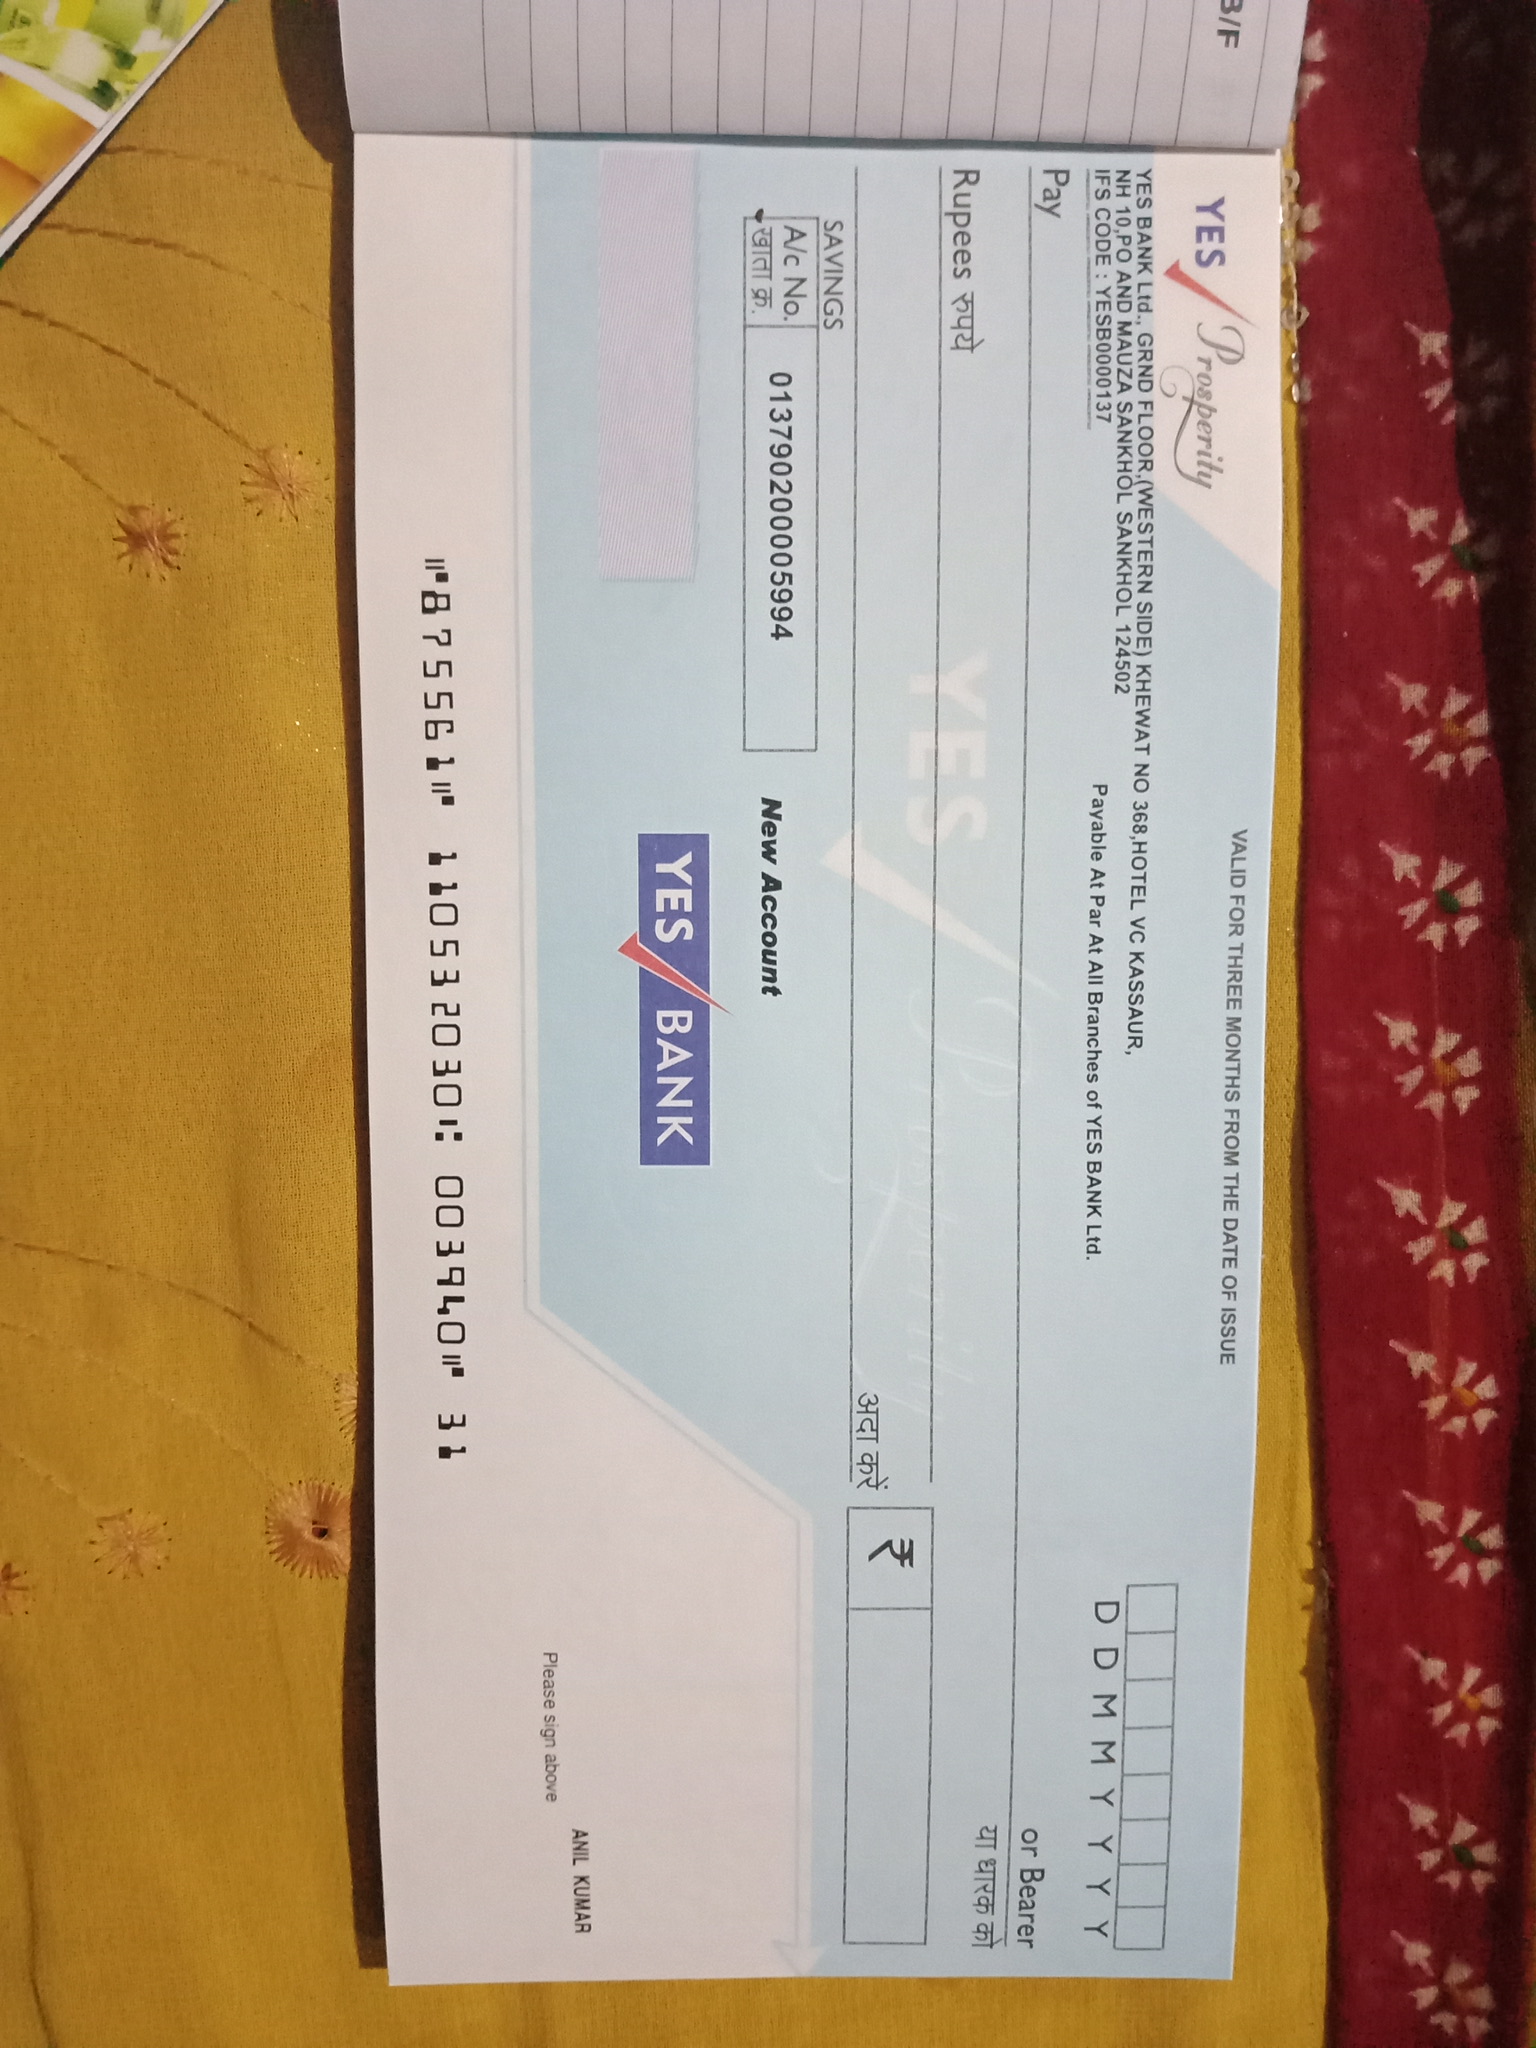 B/F
VALID FOR THREE MONTHS FROM THE DATE OF ISSUE
YES Prosperity
YES BANK Ltd., GRND FLOOR,(WESTERN SIDE) KHEWAT NO 368,HOTEL VC KASSAUR,
NH 10,PO AND MAUZA SANKHOL SANKHOL 124502
IFS CODE : YESB0000137
Payable At Par At All Branches of YES BANK Ltd.
D D M M Y Y Y Y
Pay
or Bearer
या धारक को
Rupees रुपये
YES Prosperity
अदा करें
₹
SAVINGS
A/c No.
खाता क्र.
013790200005994
New Account
YES BANK
ANIL KUMAR
Please sign above
⑈875561⑈ 110532030⑆ 003940⑈ 31